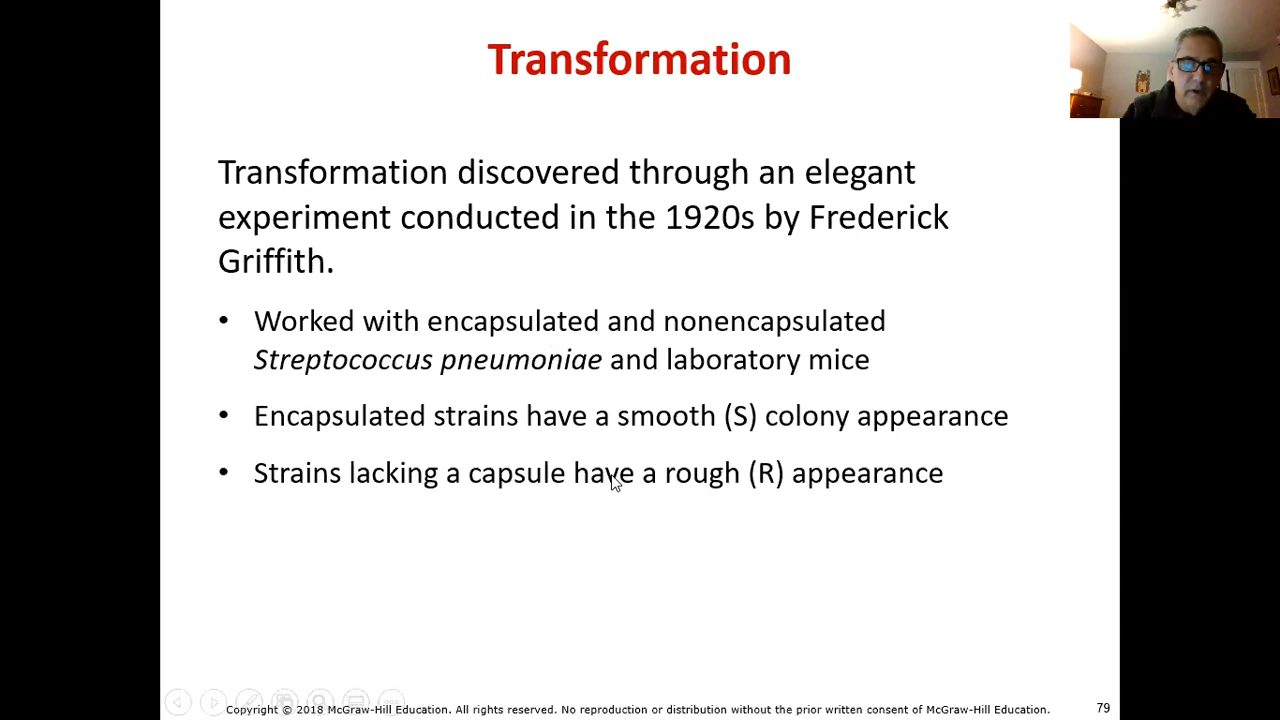 Transformation
Transformation discovered through an elegant
experiment conducted in the 1920s by Frederick
Griffith.
• Worked with encapsulated and nonencapsulated
Streptococcus pneumoniae and laboratory mice
• Encapsulated strains have a smooth (S) colony appearance
• Strains lacking a capsule have a rough (R) appearance
Copyright © 2018 McGraw-Hill Education. All rights reserved. No reproduction or distribution without the prior written consent of McGraw-Hill Education.
79